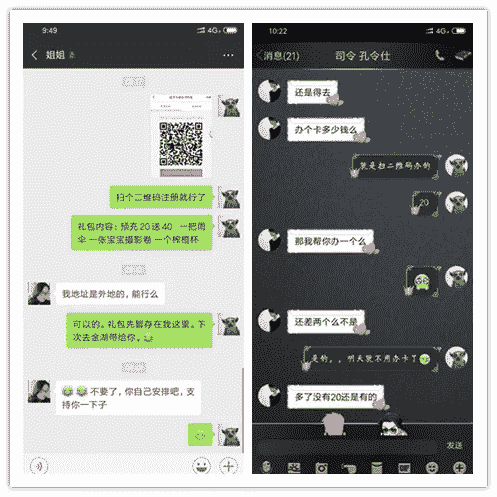 9:49
4G
姐姐
扫个二维码注册就行了
礼包内容：预充20送40 一把雨
伞 一张宝宝摄影卷 一个榨椙杯
我地址是外地的，能行么
可以的。礼包先暂存在我这里。下
次去金湖带给你。
不要了，你自己安排吧，支
持你一下子
10:22
4G
消息(21)
司令 孔令仕
还是得去
办个卡多少钱么
就是扫二维码办的
20
那我帮你办一个么
还差两个么不是
是的，，明天就不用办卡了
多了没有20还是有的
发送